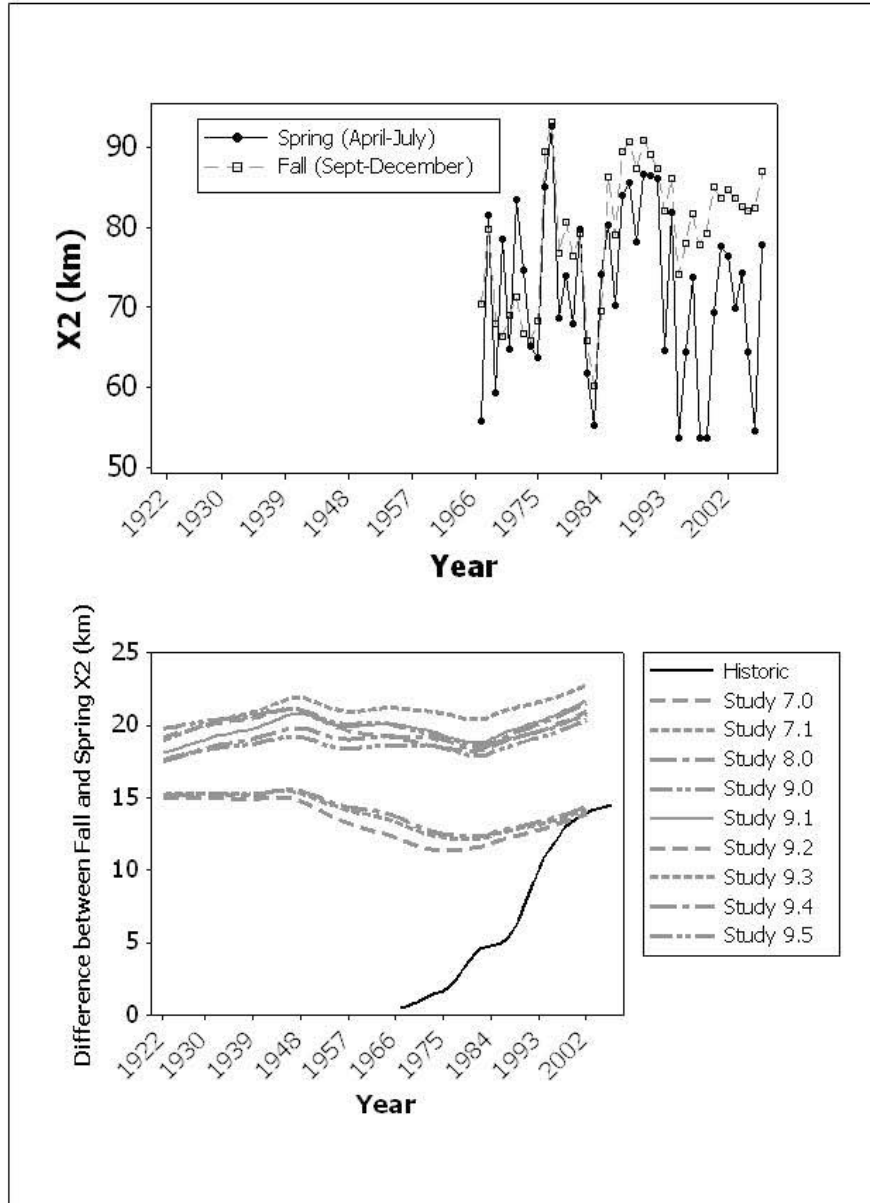 Spring (April-July)
Fall (Sept-December)
X2 (km)
90
80
70
60
50
1922
1930
1939
1948
1957
1966
1975
1984
1993
2002
Year
Difference between Fall and Spring X2 (km)
25
20
15
10
5
0
1922
1930
1939
1948
1957
1966
1975
1984
1993
2002
Year
Historic
Study 7.0
Study 7.1
Study 8.0
Study 9.0
Study 9.1
Study 9.2
Study 9.3
Study 9.4
Study 9.5